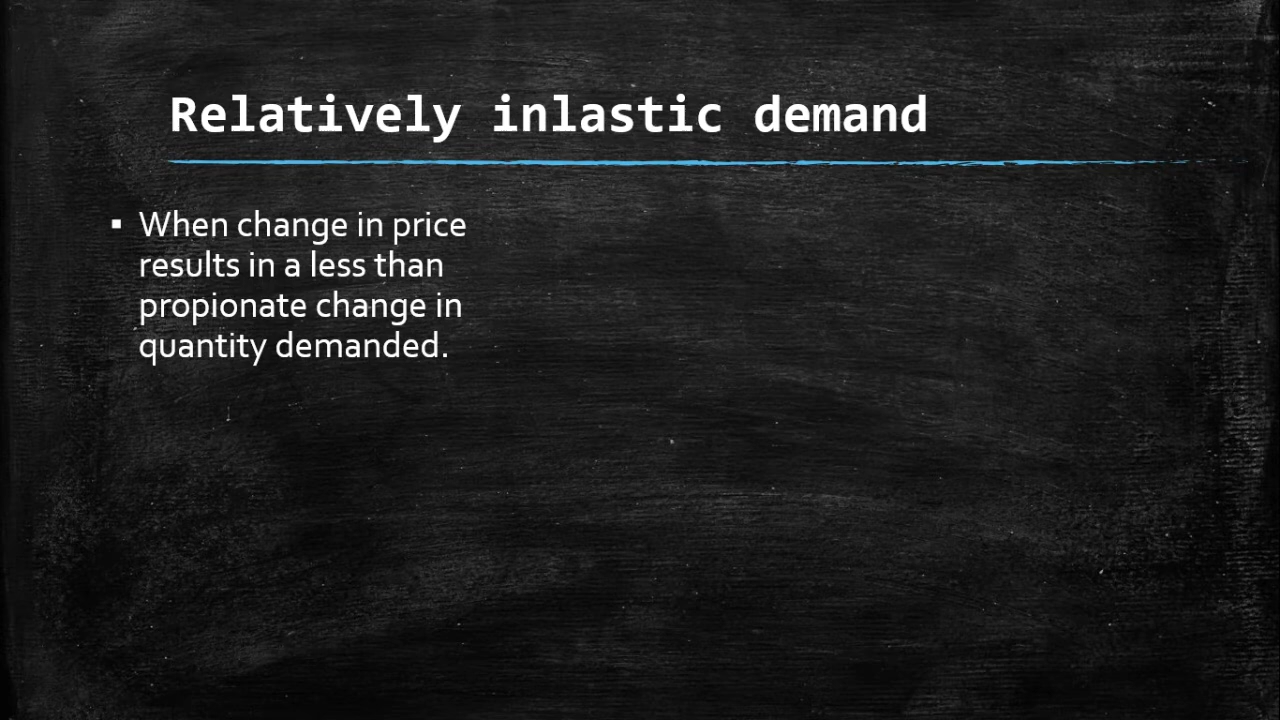 Relatively inlastic demand
▪ When change in price
results in a less than
propionate change in
quantity demanded.